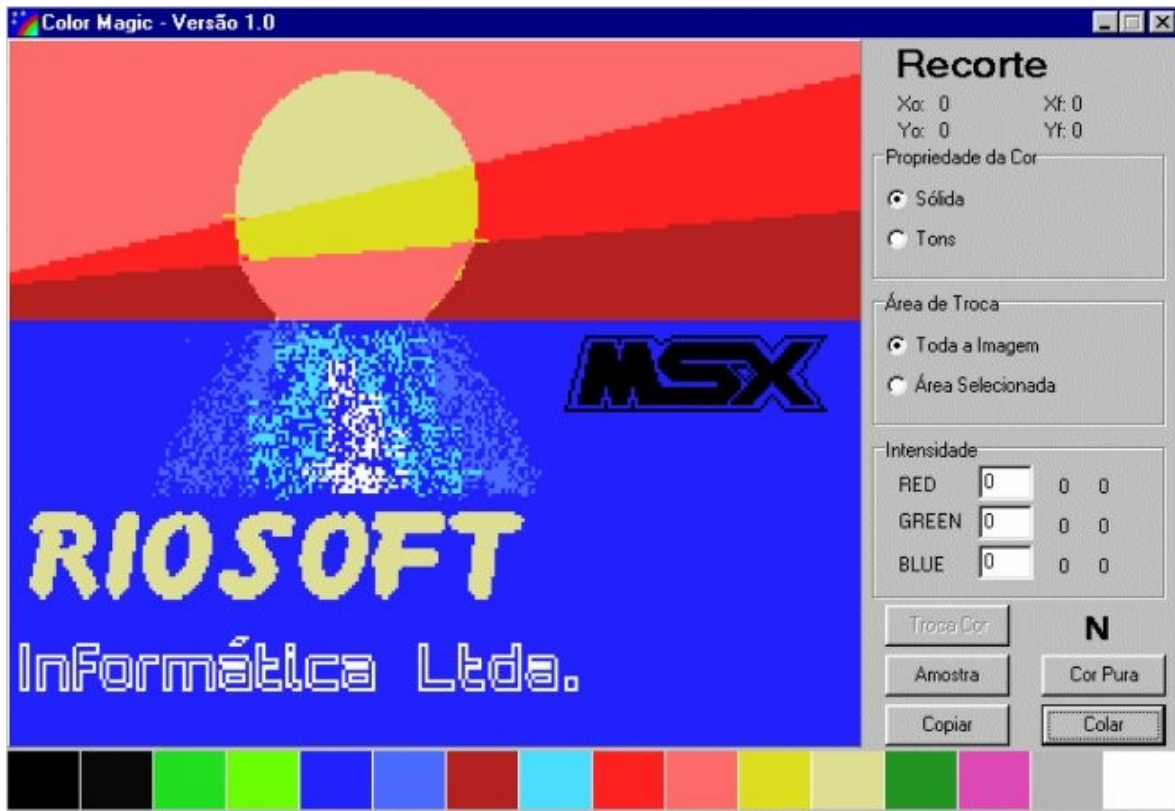 Color Magic - Versão 1.0
Recorte
Xo: 0 Xf: 0
Yo: 0 Yf: 0
Propriedade da Cor
Sólida
Tons
Área de Troca
Toda a Imagem
Área Selecionada
Intensidade
RED 0 0 0
GREEN 0 0 0
BLUE 0 0 0
Troca Cor N
Amostra Cor Pura
Copiar Colar
MSX
RIOSOFT
Informática Ltda.